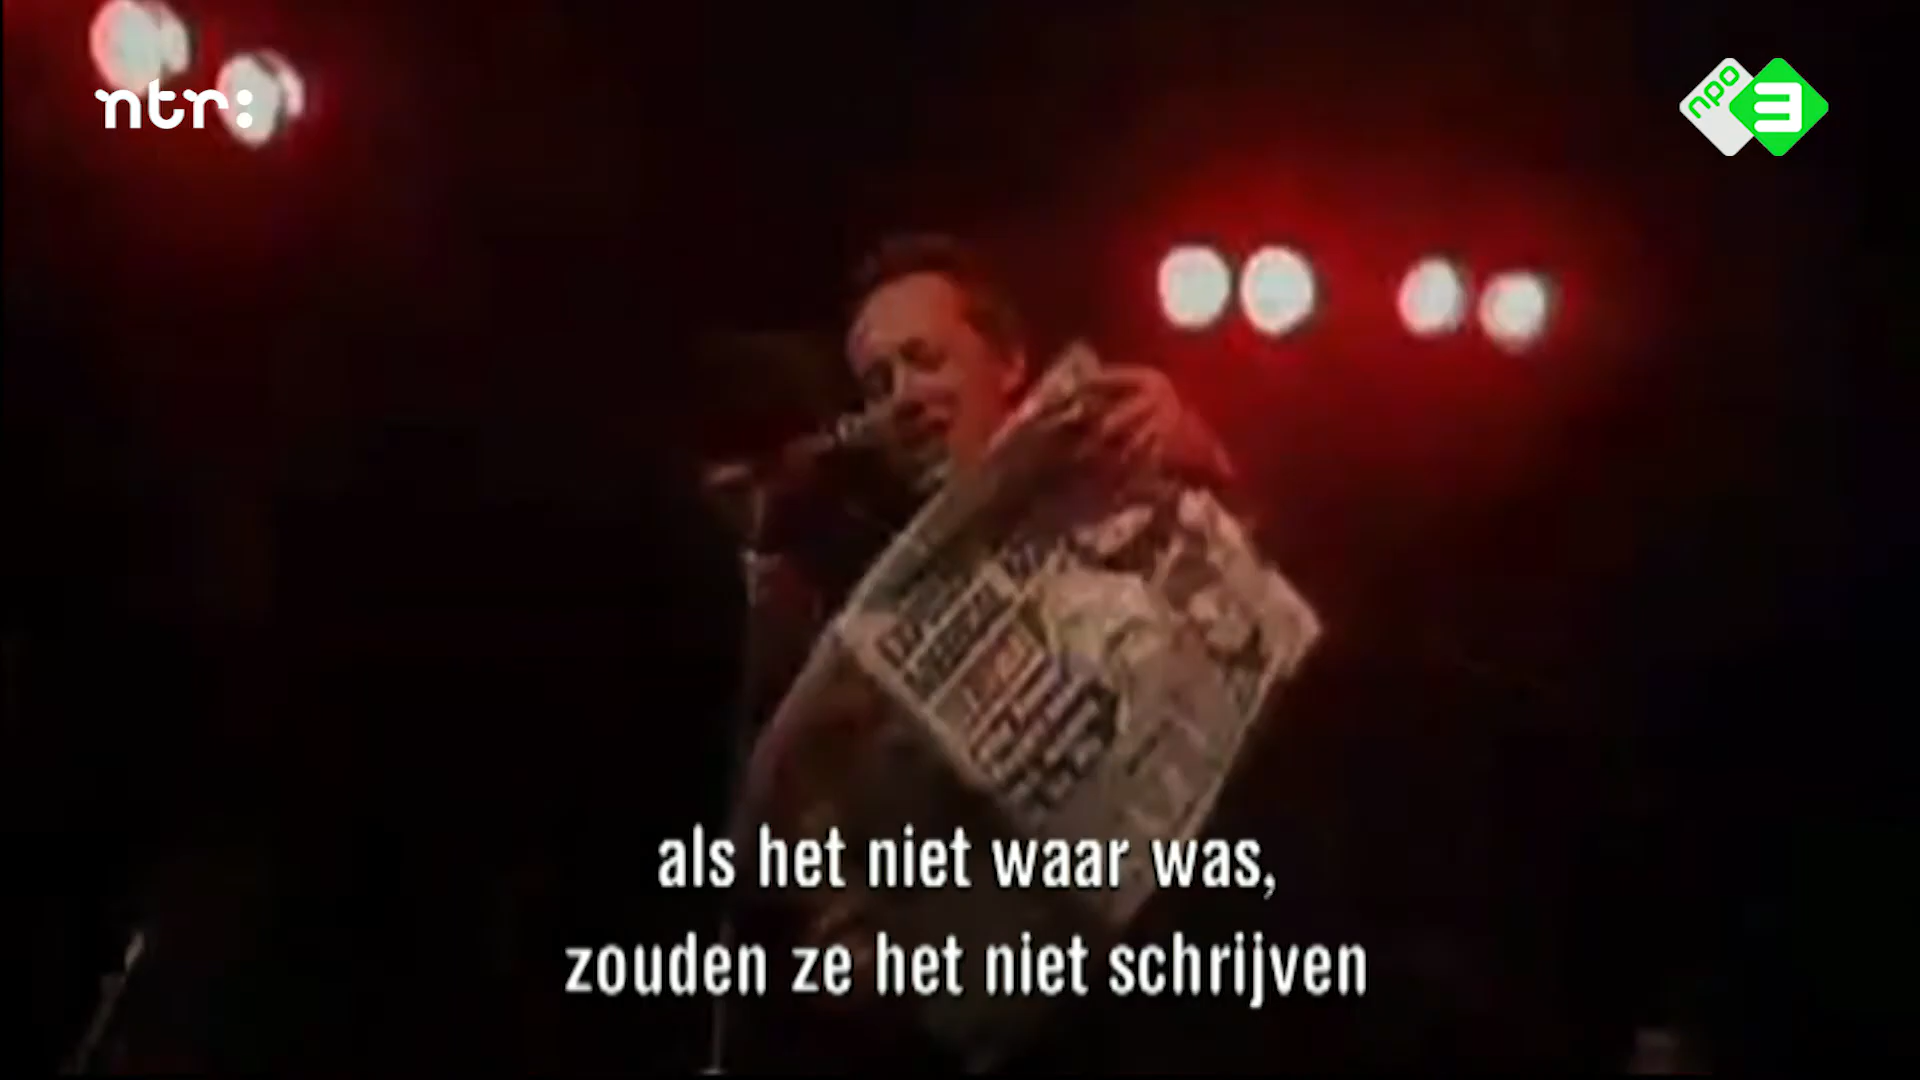 ntr:
npo 3
als het niet waar was,
zouden ze het niet schrijven